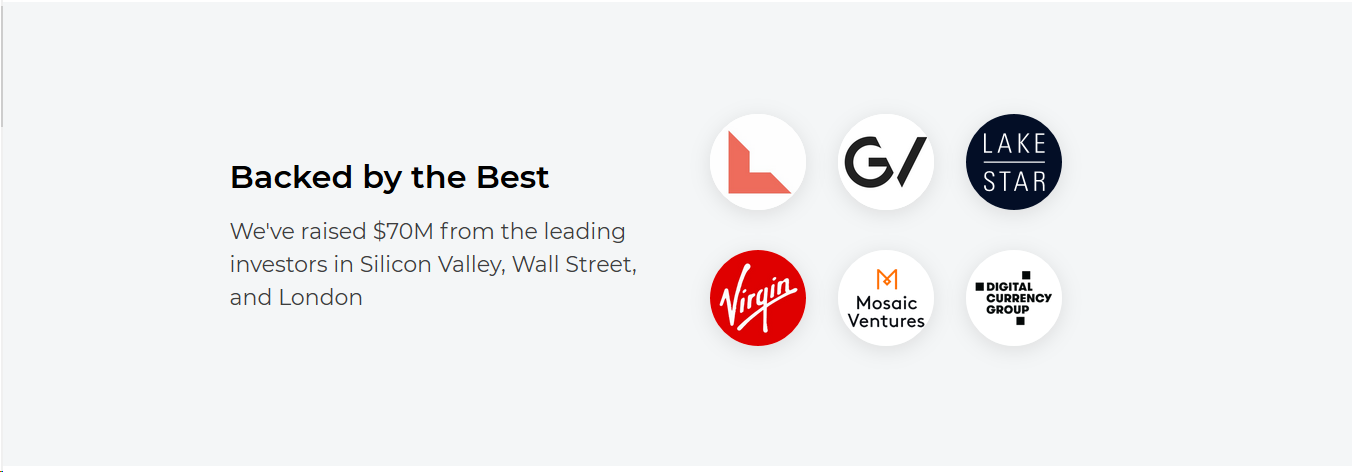 Backed by the Best
We've raised $70M from the leading
investors in Silicon Valley, Wall Street,
and London
GV
LAKE
STAR
Virgin
Mosaic
Ventures
DIGITAL
CURRENCY
GROUP